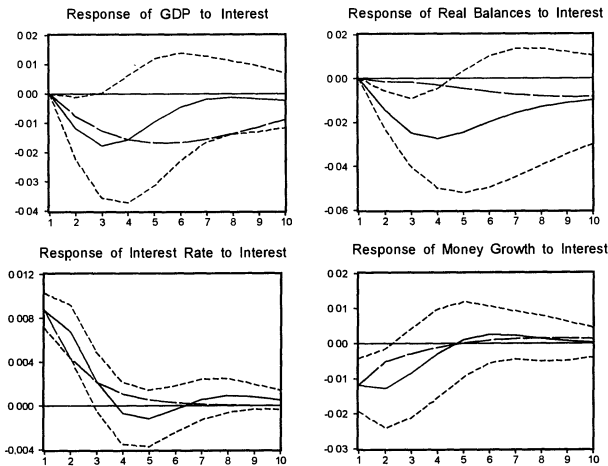 Response of GDP to Interest
0 02
0 01
0.00
-0 01
-0 02
-0 03
-0 04
1 2 3 4 5 6 7 8 9 10
Response of Real Balances to Interest
0 02
0.00
-0 02
-0 04
-0 06
1 2 3 4 5 6 7 8 9 10
Response of Interest Rate to Interest
0 012
0 008
0 004
0 000
-0,004
1 2 3 4 5 6 7 8 9 10
Response of Money Growth to Interest
0 02
0 01
0 00
-0 01
-0 02
-0 03
1 2 3 4 5 6 7 8 9 10